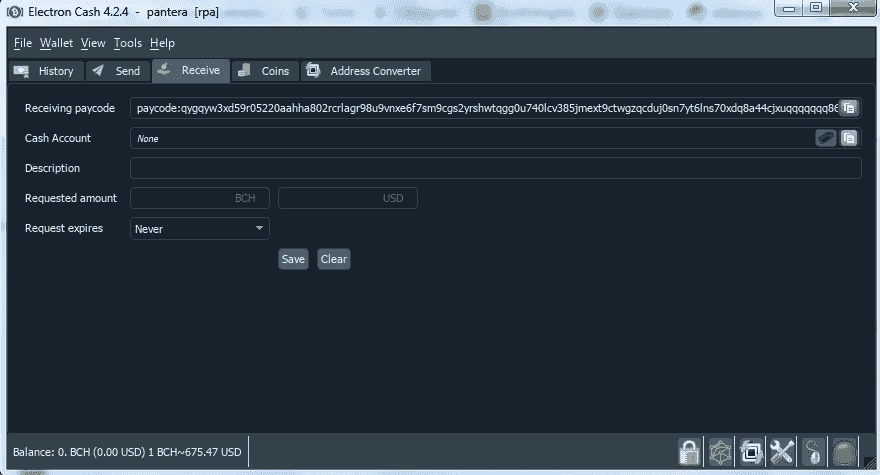 Electron Cash 4.2.4 - pantera [rpa]
File Wallet View Tools Help
History Send Receive Coins Address Converter
Receiving paycode paycode:qygqyw3xd59r05220aahha802rcrlagr98u9vnxe6f7sm9cgs2yrshwtqgg0u740lcv385jmext9ctwgzqcduj0sn7yt6lns70xdq8a44cjxuqqqqqqq86
Cash Account None
Description
Requested amount BCH USD
Request expires Never
Save Clear
Balance: 0. BCH (0.00 USD) 1 BCH~675.47 USD